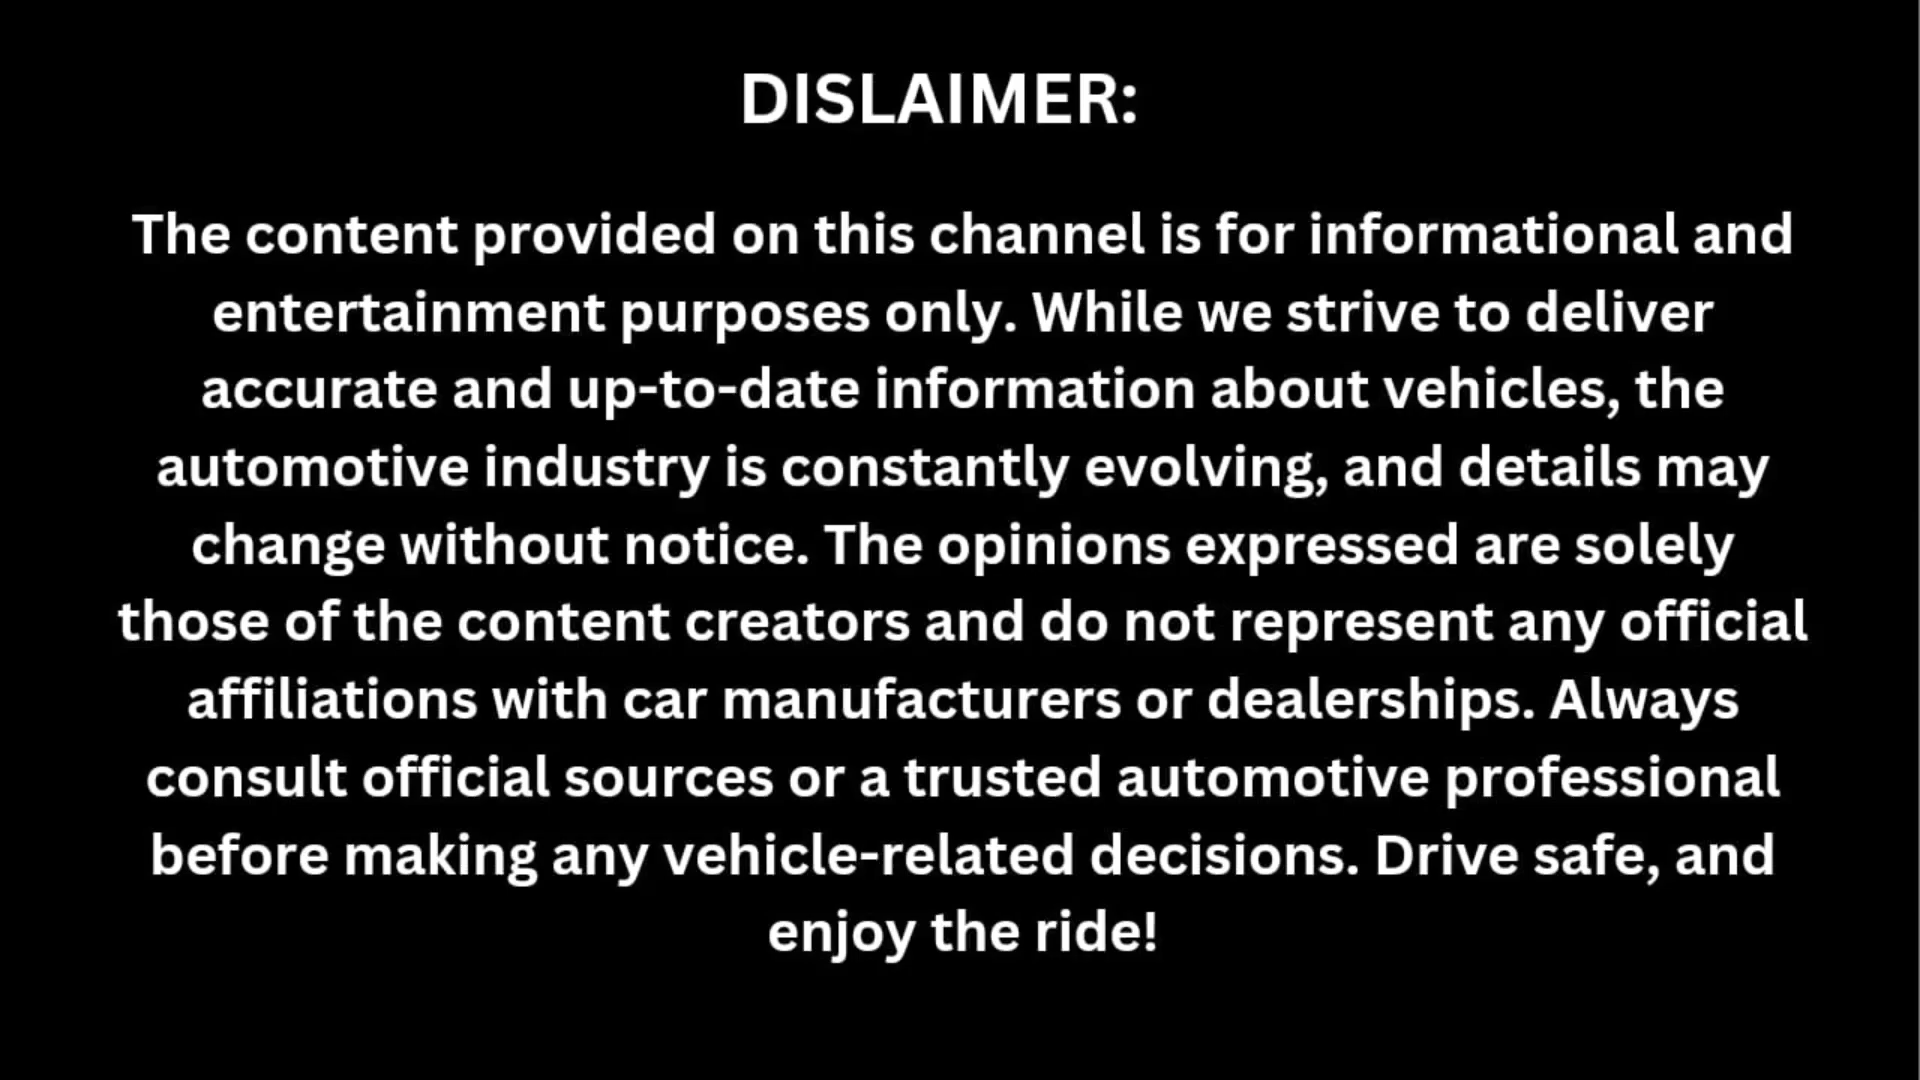 DISLAIMER:
The content provided on this channel is for informational and
entertainment purposes only. While we strive to deliver
accurate and up-to-date information about vehicles, the
automotive industry is constantly evolving, and details may
change without notice. The opinions expressed are solely
those of the content creators and do not represent any official
affiliations with car manufacturers or dealerships. Always
consult official sources or a trusted automotive professional
before making any vehicle-related decisions. Drive safe, and
enjoy the ride!